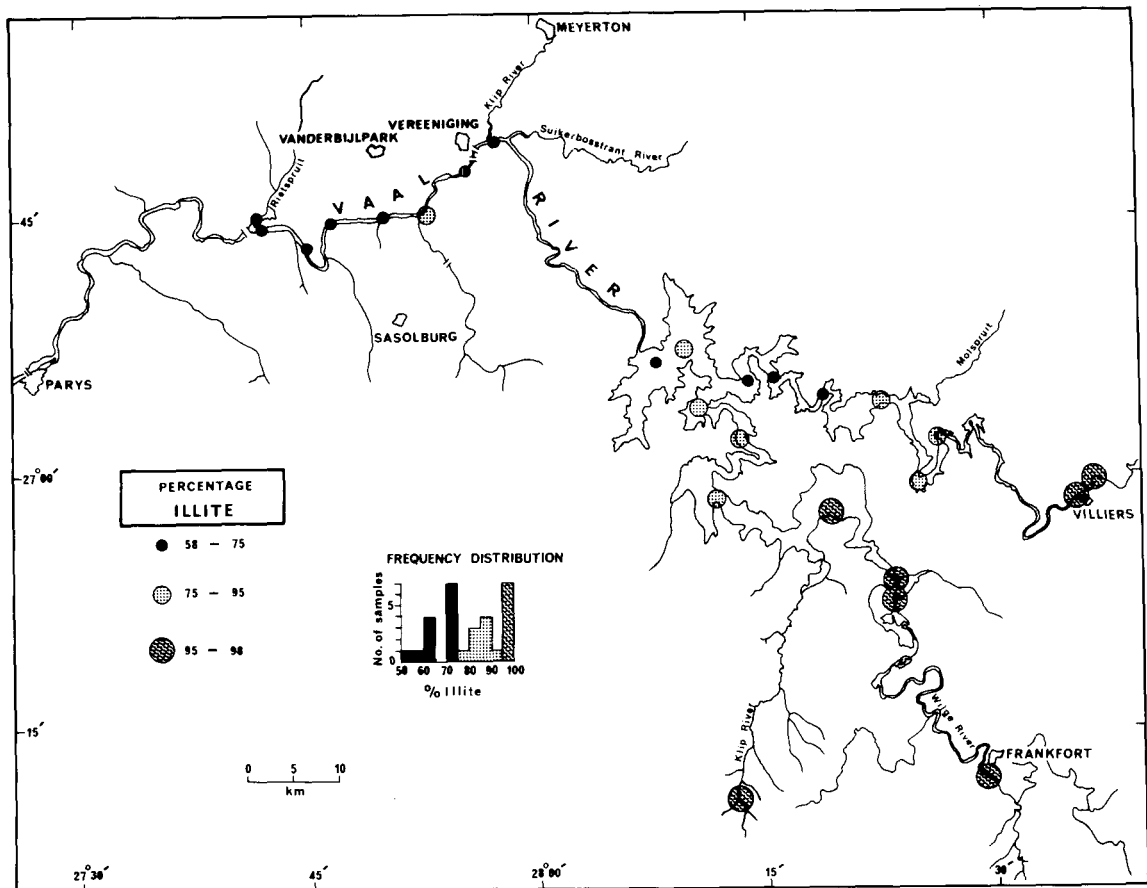 MEYERTON
Klip River
VEREENIGING
VANDERBIJLPARK
Suikerbosstrant River
Rietspruit
VAAL RIVER
45′
SASOLBURG
PARYS
Molspruit
27°00′
VILLIERS
PERCENTAGE
ILLITE
58 – 75
75 – 95
95 – 98
FREQUENCY DISTRIBUTION
No. of samples
5
0
50 60 70 80 90 100
% Illite
Klip River
Wilge River
FRANKFORT
15′
0 5 10
km
27°30′ 45′ 28°00′ 15′ 30′